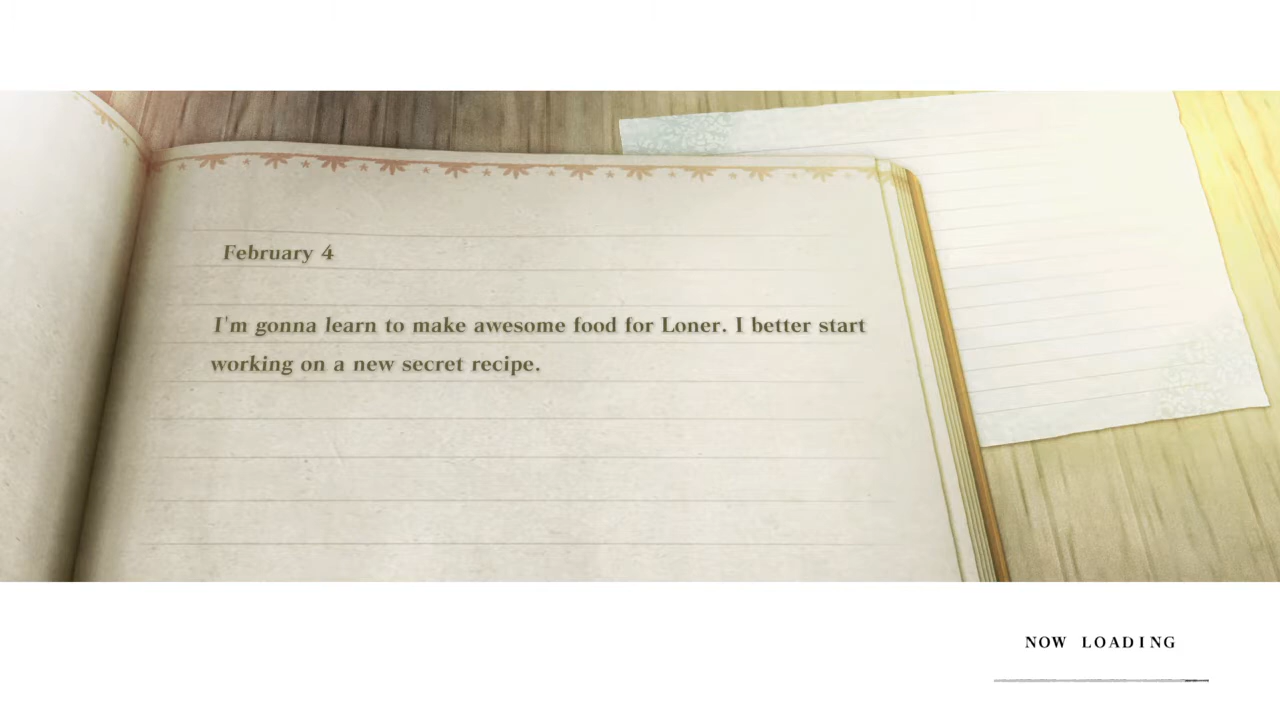 February 4
I'm gonna learn to make awesome food for Loner. I better start
working on a new secret recipe.
NOW LOADING